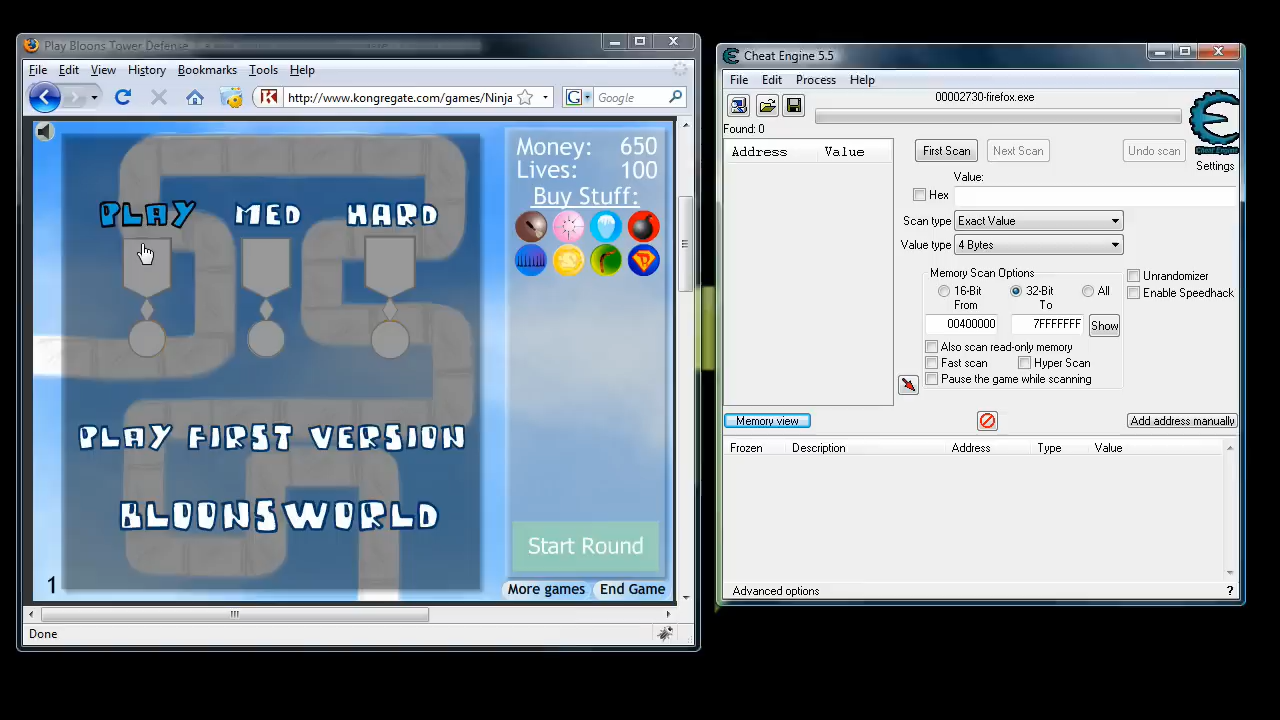 Play Bloons Tower Defense
File Edit View History Bookmarks Tools Help
http://www.kongregate.com/games/Ninja
Google
Money: 650
Lives: 100
Buy Stuff:
PLAY MED HARD
PLAY FIRST VERSION
BLOONSWORLD
1
Start Round
More games End Game
Done
Cheat Engine 5.5
File Edit Process Help
00002730-firefox.exe
Found: 0
Address Value
First Scan Next Scan Undo scan
Settings
Value:
Hex
Scan type Exact Value
Value type 4 Bytes
Memory Scan Options
16-Bit 32-Bit All
From To
00400000 7FFFFFFF Show
Also scan read-only memory
Fast scan Hyper Scan
Pause the game while scanning
Unrandomizer
Enable Speedhack
Memory view Add address manually
Frozen Description Address Type Value
Advanced options ?